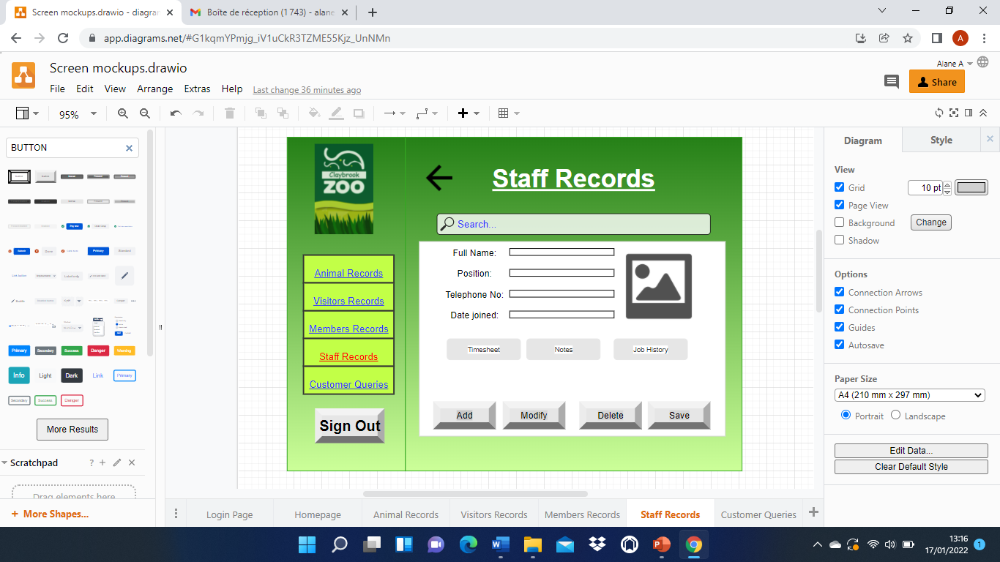 Screen mockups.drawio - diagram
Boîte de réception (1 743) - alane
app.diagrams.net/#G1kqmYPmjg_iV1uCkR3TZME55Kjz_UnNMn
A
Screen mockups.drawio
Alane A
File Edit View Arrange Extras Help Last change 36 minutes ago
Share
95%
BUTTON
Diagram
Style
View
Grid 10 pt
Page View
Background Change
Shadow
Options
Connection Arrows
Connection Points
Guides
Autosave
Paper Size
A4 (210 mm x 297 mm)
Portrait Landscape
Edit Data...
Clear Default Style
Primary Secondary Success Danger Warning
Info Light Dark Link Primary
Secondary Success Danger
More Results
Scratchpad ?
Drag elements here
+ More Shapes...
Claybrook
ZOO
Staff Records
Search...
Animal Records
Visitors Records
Members Records
Staff Records
Customer Queries
Sign Out
Full Name:
Position:
Telephone No:
Date joined:
Timesheet Notes Job History
Add Modify Delete Save
Login Page Homepage Animal Records Visitors Records Members Records Staff Records Customer Queries
13:16
17/01/2022
1